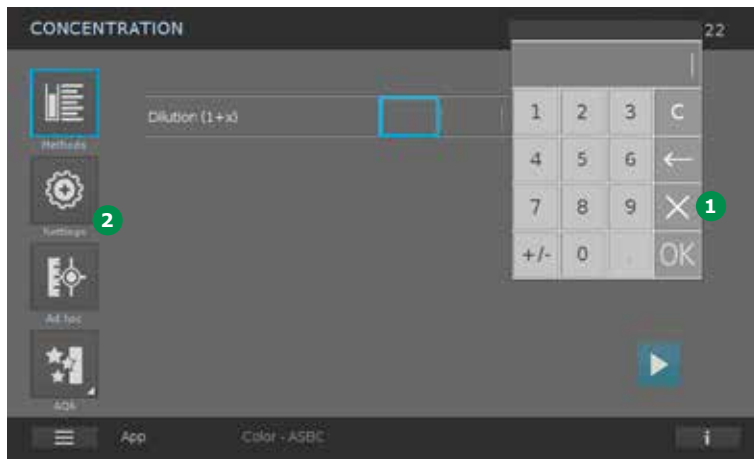 CONCENTRATION
22
Methods
Dilution (1+x)
1 2 3 C
4 5 6 ←
7 8 9 X 1
+/- 0 . OK
Settings
2
Ad hoc
AQA
App
Color - ASBC
i